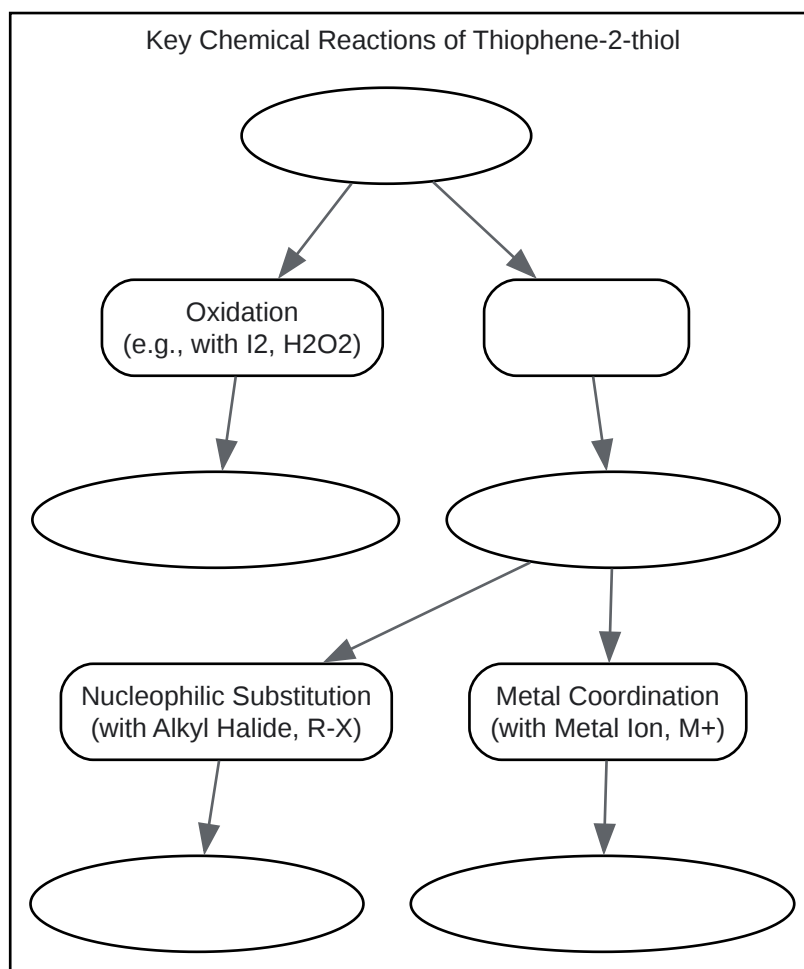 Key Chemical Reactions of Thiophene-2-thiol
Oxidation
(e.g., with I2, H2O2)
Nucleophilic Substitution
(with Alkyl Halide, R-X)
Metal Coordination
(with Metal Ion, M+)